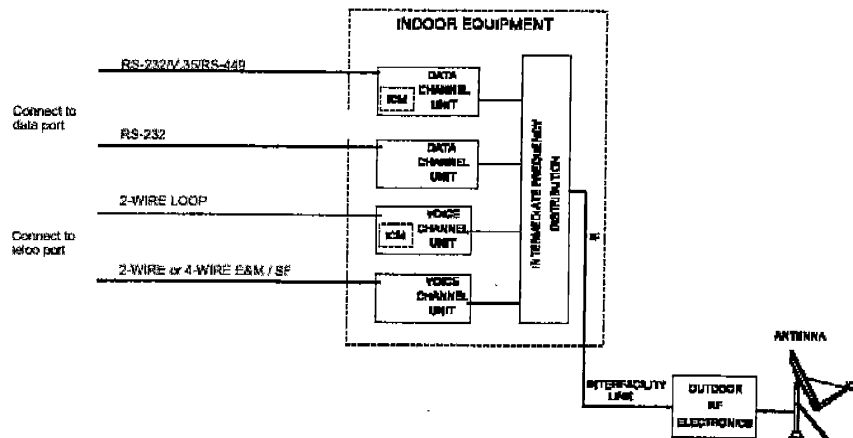 INDOOR EQUIPMENT
RS-232/V.35/RS-449
DATA
CHANNEL
UNIT
ICM
Connect to
data port
RS-232
DATA
CHANNEL
UNIT
INTERMEDIATE FREQUENCY
DISTRIBUTION
2-WIRE LOOP
VOICE
CHANNEL
UNIT
ICM
Connect to
telco port
IF
2-WIRE or 4-WIRE E&M / SF
VOICE
CHANNEL
UNIT
ANTENNA
INTERFACILITY
LINK
OUTDOOR
RF
ELECTRONICS